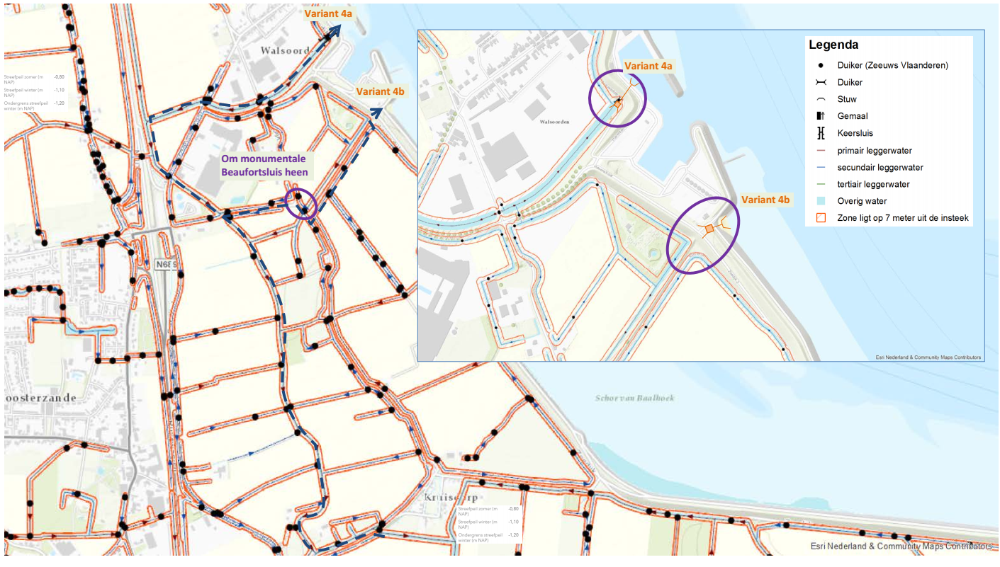 Variant 4a
Walsoord
Streefpeil zomer (m NAP) -0,80
Streefpeil winter (m NAP) -1,10
Ondergrens streefpeil winter (m NAP) -1,20
Variant 4b
Om monumentale
Beaufortsluis heen
N689
oosterzande
Kruisdorp
Streefpeil zomer (m NAP) -0,80
Streefpeil winter (m NAP) -1,10
Ondergrens streefpeil winter (m NAP) -1,20
Schor van Baalhoek
Esri Nederland & Community Maps Contributors
Variant 4a
Walsoorden
Variant 4b
Esri Nederland & Community Maps Contributors
Legenda
Duiker (Zeeuws Vlaanderen)
Duiker
Stuw
Gemaal
Keersluis
primair leggerwater
secundair leggerwater
tertiair leggerwater
Overig water
Zone ligt op 7 meter uit de insteek